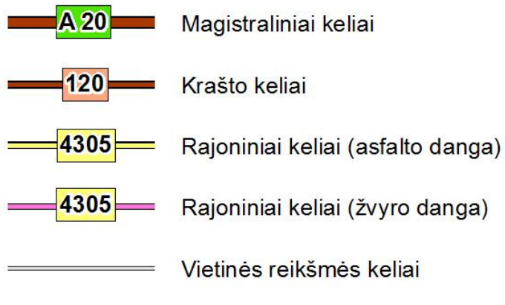 A 20 Magistraliniai keliai
120 Krašto keliai
4305 Rajoniniai keliai (asfalto danga)
4305 Rajoniniai keliai (žvyro danga)
Vietinės reikšmės keliai